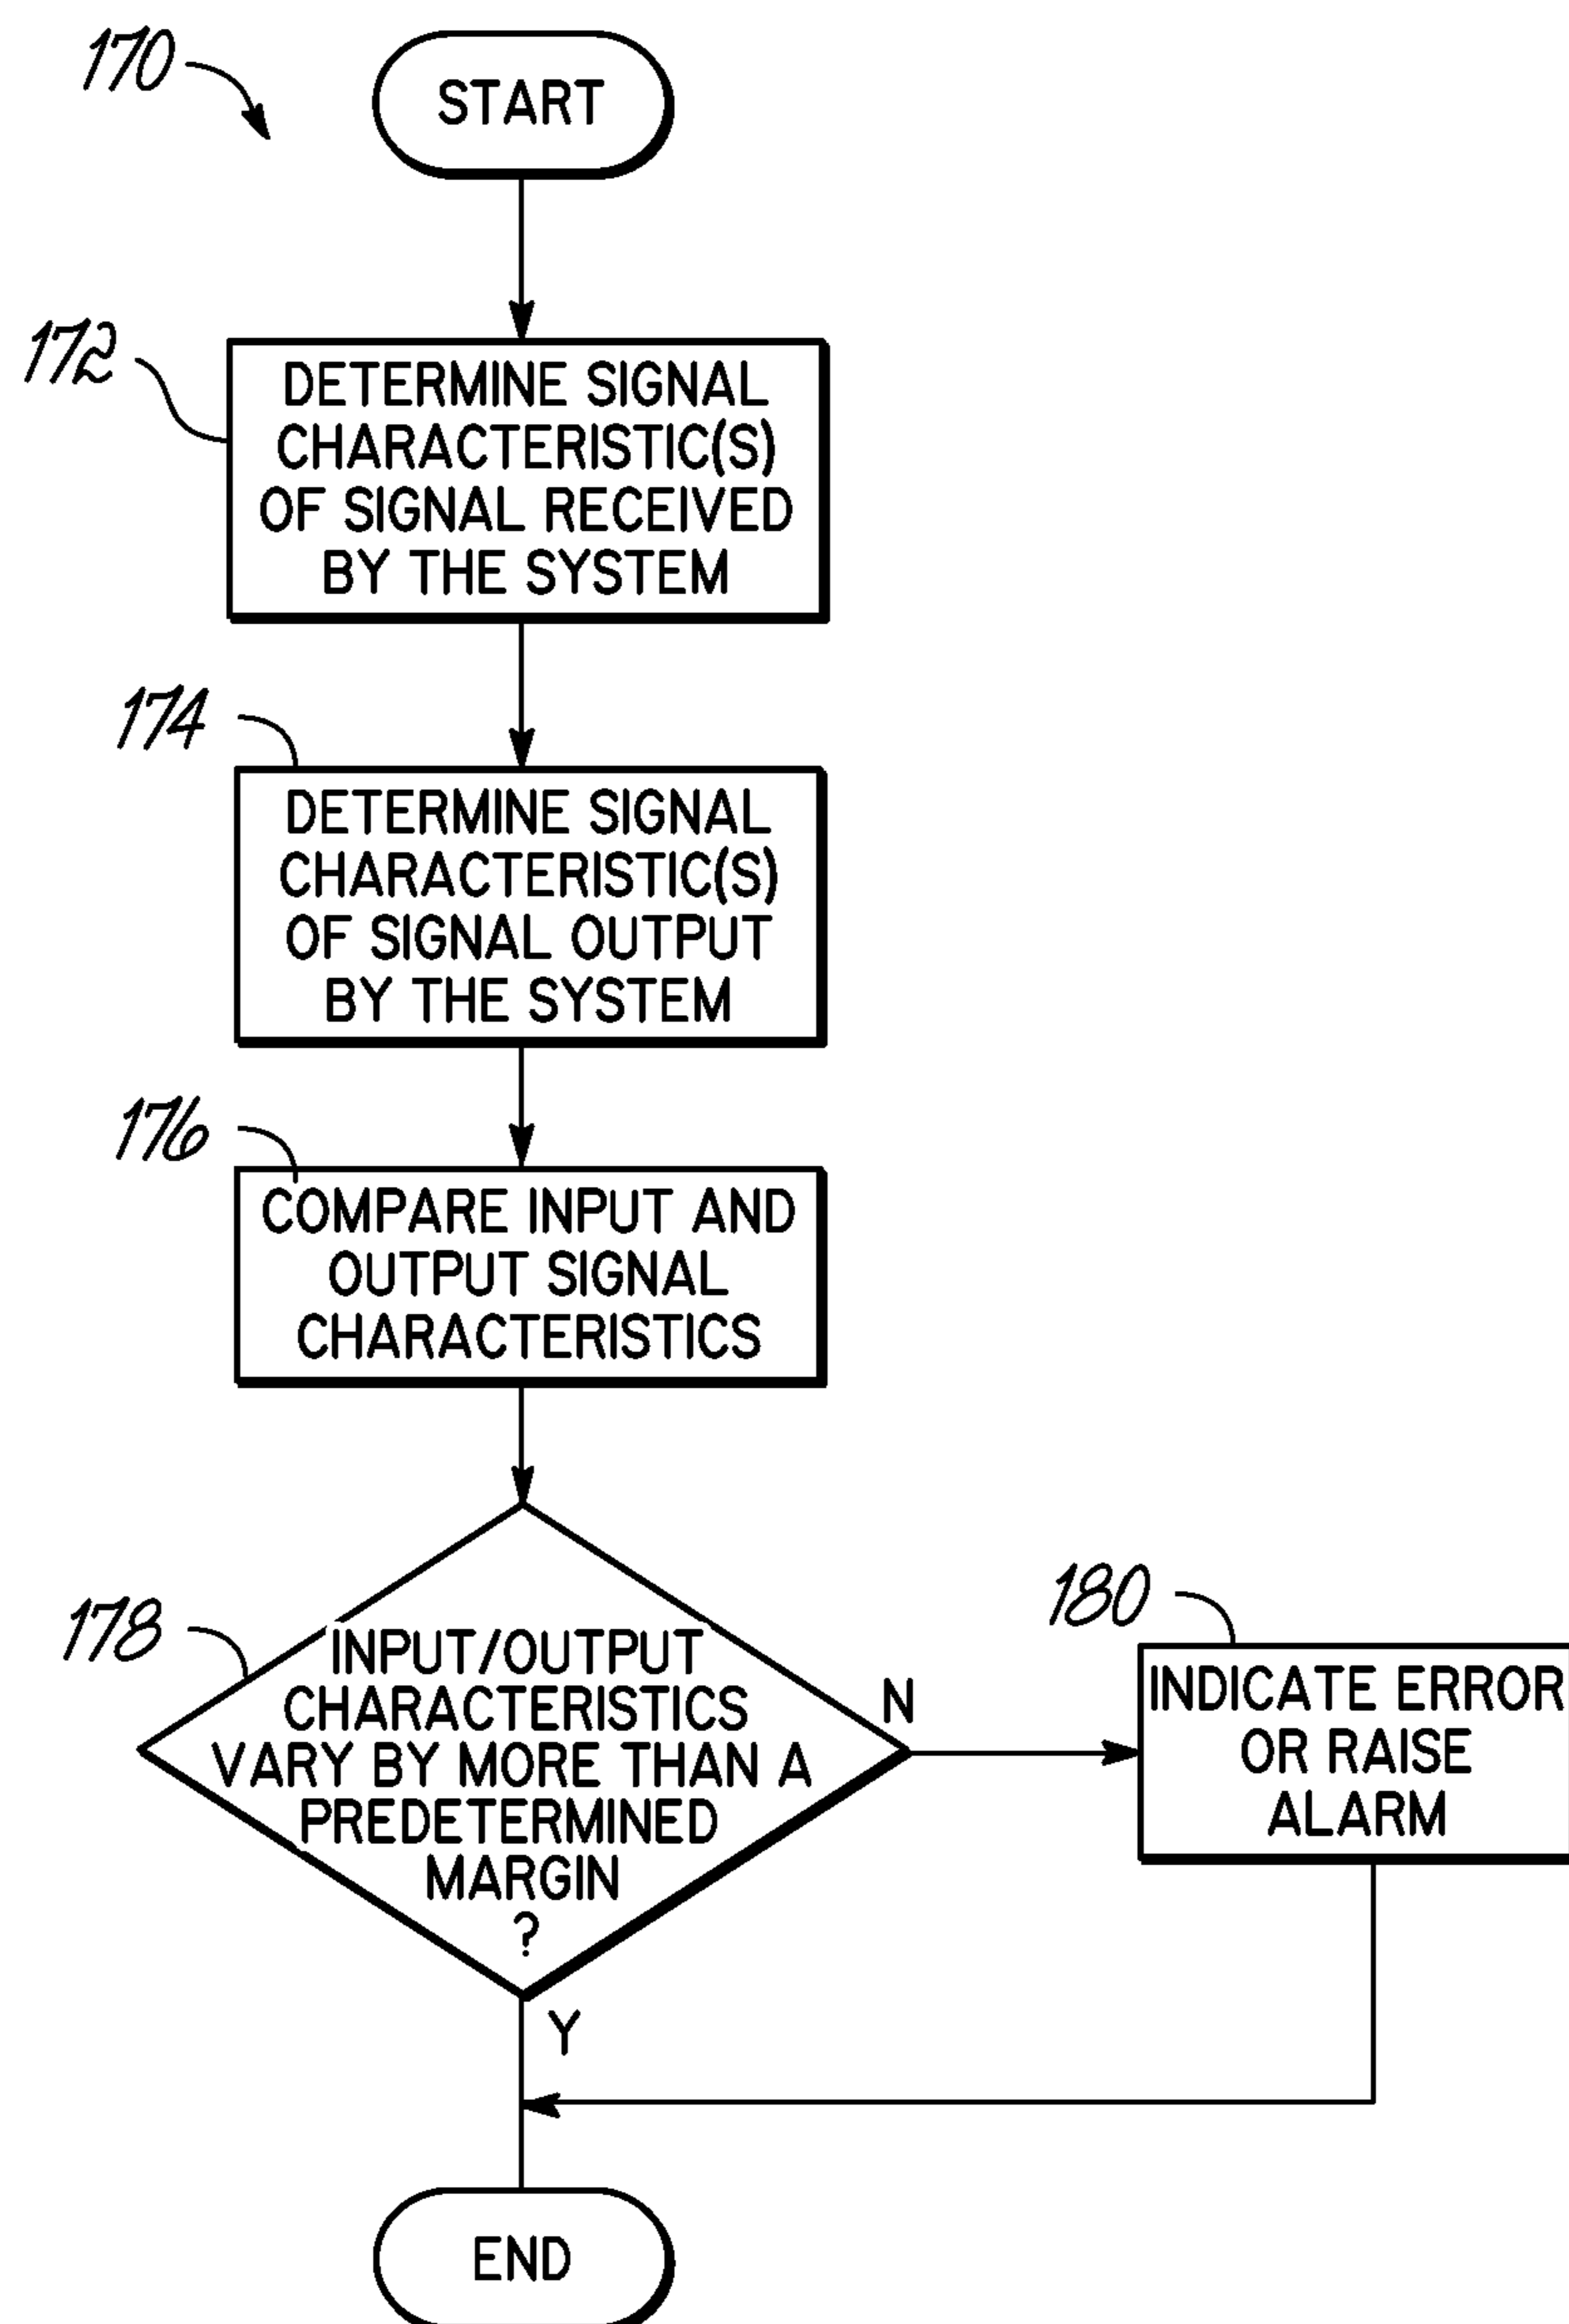 170
START
172
DETERMINE SIGNAL
CHARACTERISTIC(S)
OF SIGNAL RECEIVED
BY THE SYSTEM
174
DETERMINE SIGNAL
CHARACTERISTIC(S)
OF SIGNAL OUTPUT
BY THE SYSTEM
176
COMPARE INPUT AND
OUTPUT SIGNAL
CHARACTERISTICS
178
INPUT/OUTPUT
CHARACTERISTICS
VARY BY MORE THAN A
PREDETERMINED
MARGIN
?
N
180
INDICATE ERROR
OR RAISE
ALARM
Y
END